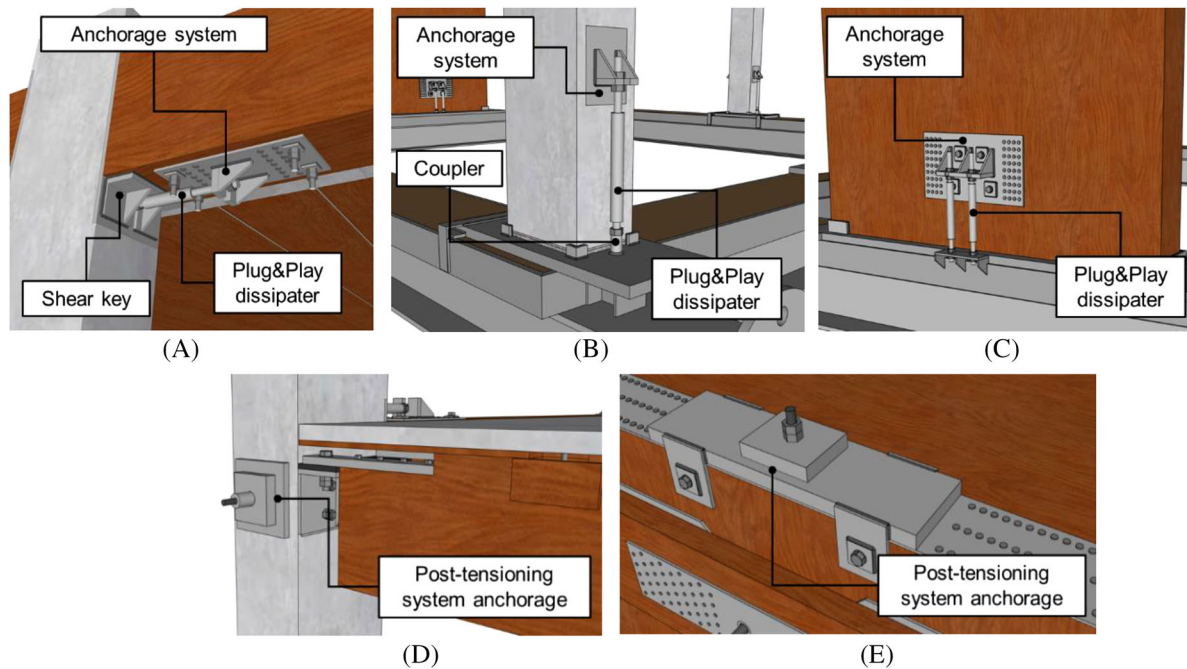 Anchorage system
Shear key
Plug&Play
dissipater
(A)
Anchorage
system
Coupler
Plug&Play
dissipater
(B)
Anchorage
system
Plug&Play
dissipater
(C)
Post-tensioning
system anchorage
(D)
Post-tensioning
system anchorage
(E)